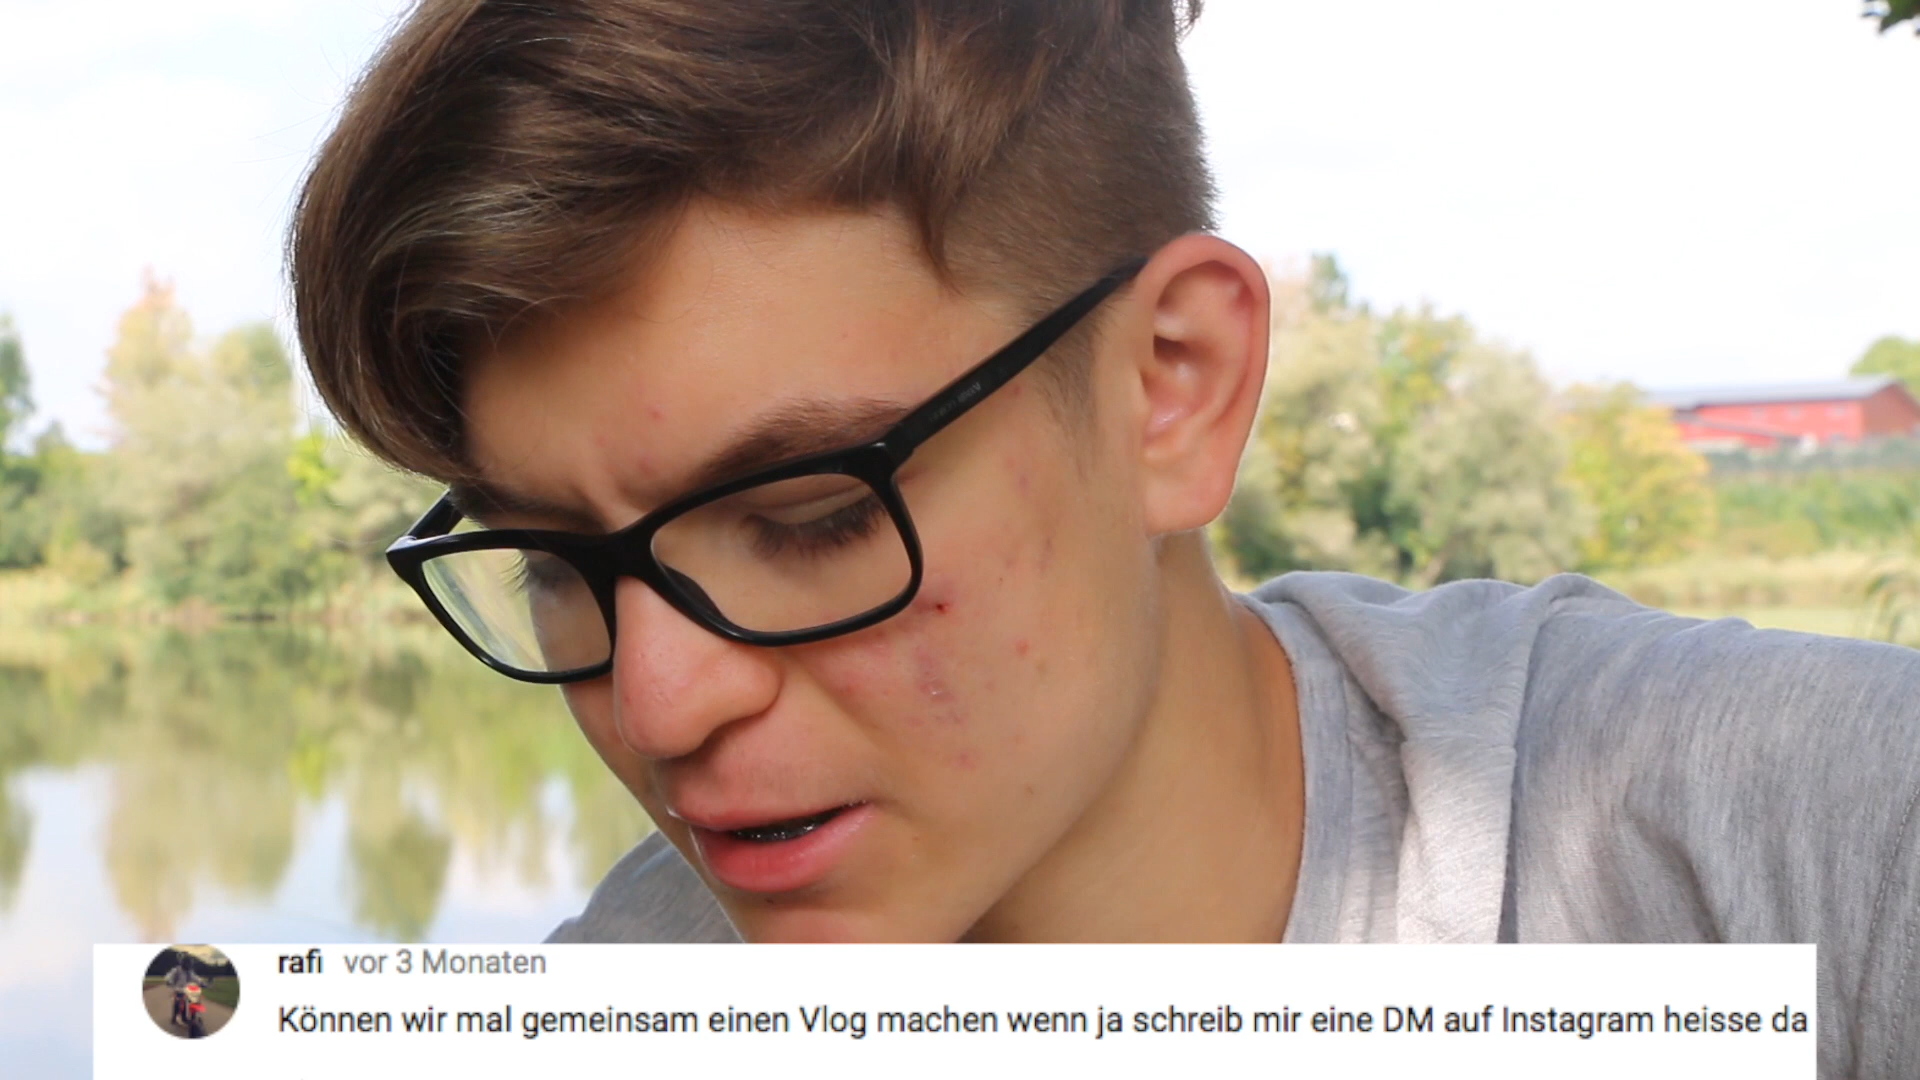 rafi vor 3 Monaten
Können wir mal gemeinsam einen Vlog machen wenn ja schreib mir eine DM auf Instagram heisse da